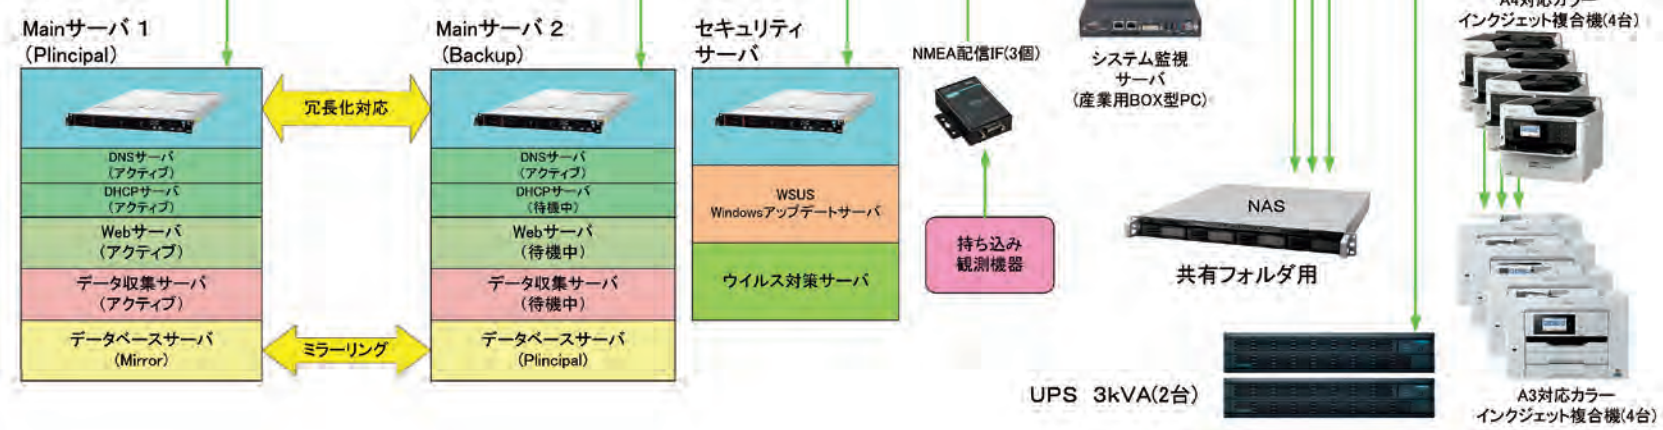 Mainサーバ 1
(Plincipal)
DNSサーバ
(アクティブ)
DHCPサーバ
(アクティブ)
Webサーバ
(アクティブ)
データ収集サーバ
(アクティブ)
データベースサーバ
(Mirror)
冗長化対応
ミラーリング
Mainサーバ 2
(Backup)
DNSサーバ
(アクティブ)
DHCPサーバ
(待機中)
Webサーバ
(待機中)
データ収集サーバ
(待機中)
データベースサーバ
(Plincipal)
セキュリティ
サーバ
WSUS
Windowsアップデートサーバ
ウイルス対策サーバ
NMEA配信IF(3個)
持ち込み
観測機器
システム監視
サーバ
(産業用BOX型PC)
NAS
共有フォルダ用
UPS 3kVA(2台)
A4対応カラー
インクジェット複合機(4台)
A3対応カラー
インクジェット複合機(4台)